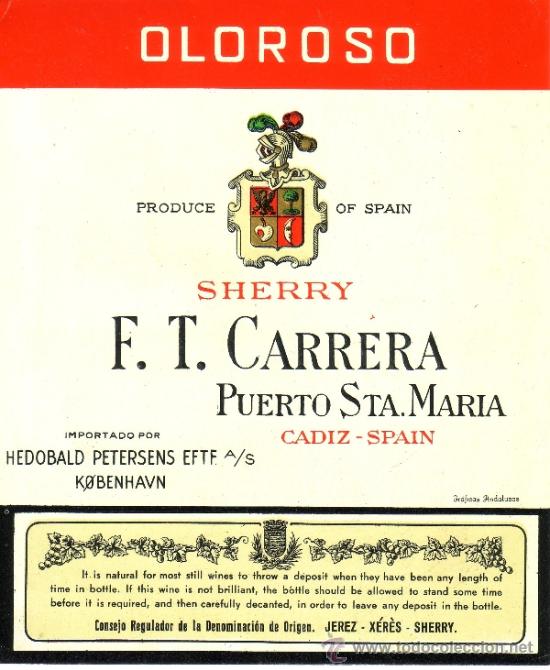 OLOROSO
PRODUCE OF SPAIN
SHERRY
F. T. CARRERA
PUERTO STA. MARIA
CADIZ - SPAIN
IMPORTADO POR
HEDOBALD PETERSENS EFTF. A/S
KØBENHAVN
Gráficas Andaluzas
It is natural for most still wines to throw a deposit when they have been any length of
time in bottle. If this wine is not brilliant, the bottle should be allowed to stand some time
before it is required, and then carefully decanted, in order to leave any deposit in the bottle.
Consejo Regulador de la Denominación de Origen. JEREZ - XÉRÈS - SHERRY.
todocoleccion.net